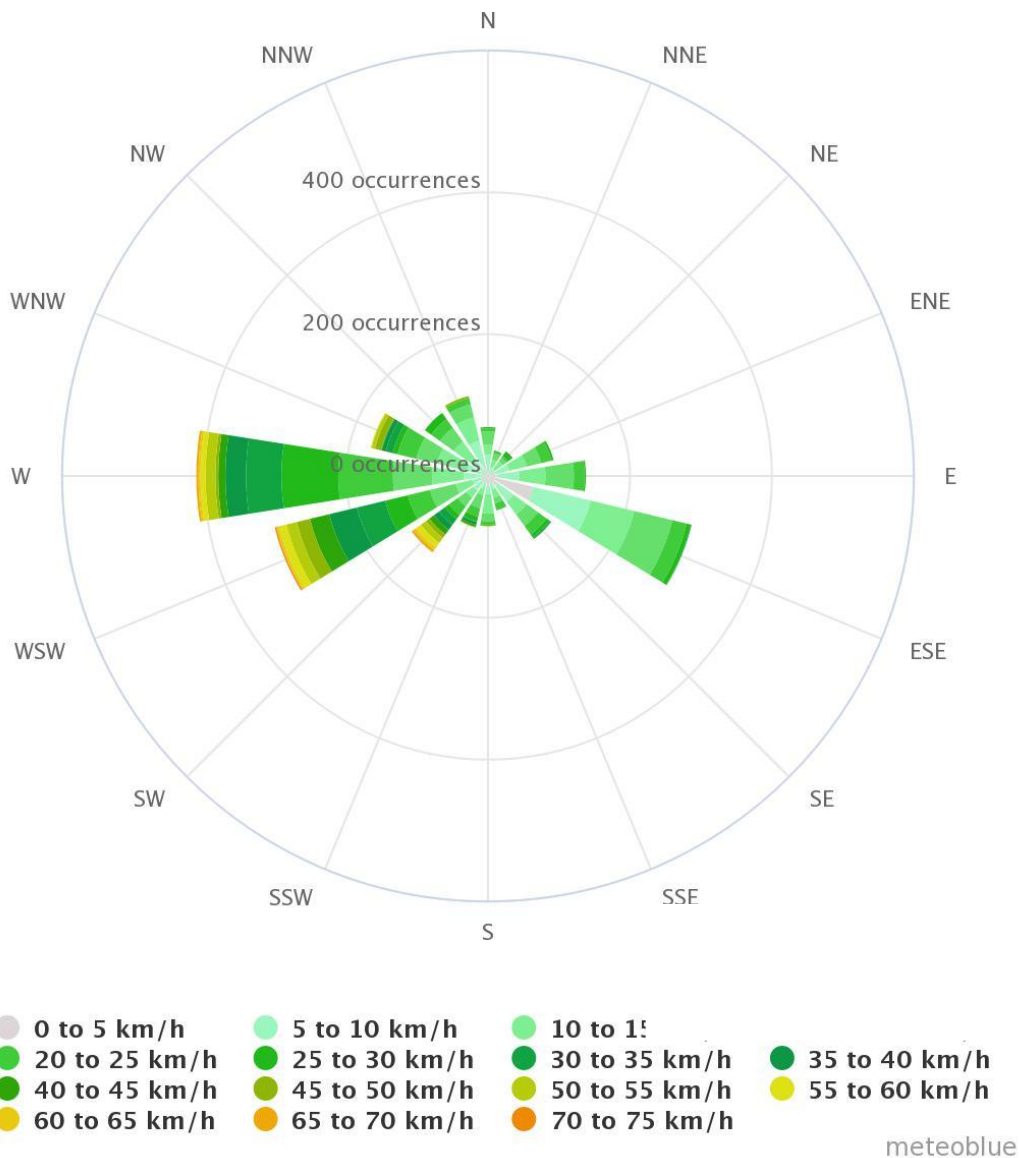 N
NNW
NNE
NW
NE
400 occurrences
WNW
ENE
200 occurrences
0 occurrences
W
E
WSW
ESE
SW
SE
SSW
SSE
S
0 to 5 km/h 5 to 10 km/h 10 to 15
20 to 25 km/h 25 to 30 km/h 30 to 35 km/h 35 to 40 km/h
40 to 45 km/h 45 to 50 km/h 50 to 55 km/h 55 to 60 km/h
60 to 65 km/h 65 to 70 km/h 70 to 75 km/h
meteoblue